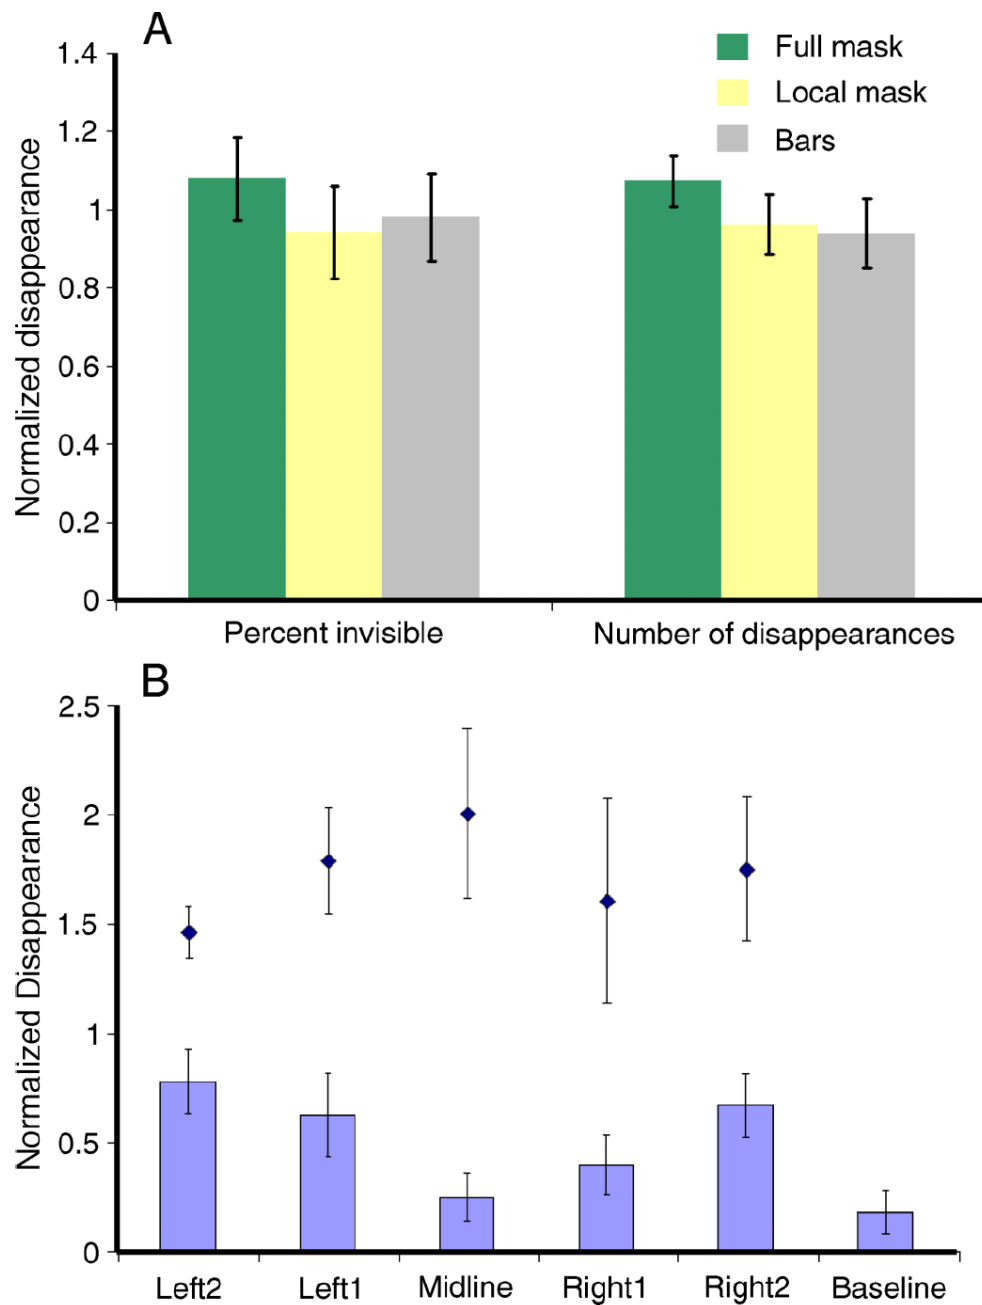 A
1.4
1.2
1
0.8
0.6
0.4
0.2
0
Normalized disappearance
Full mask
Local mask
Bars
Percent invisible
Number of disappearances
B
2.5
2
1.5
1
0.5
0
Normalized Disappearance
Left2
Left1
Midline
Right1
Right2
Baseline